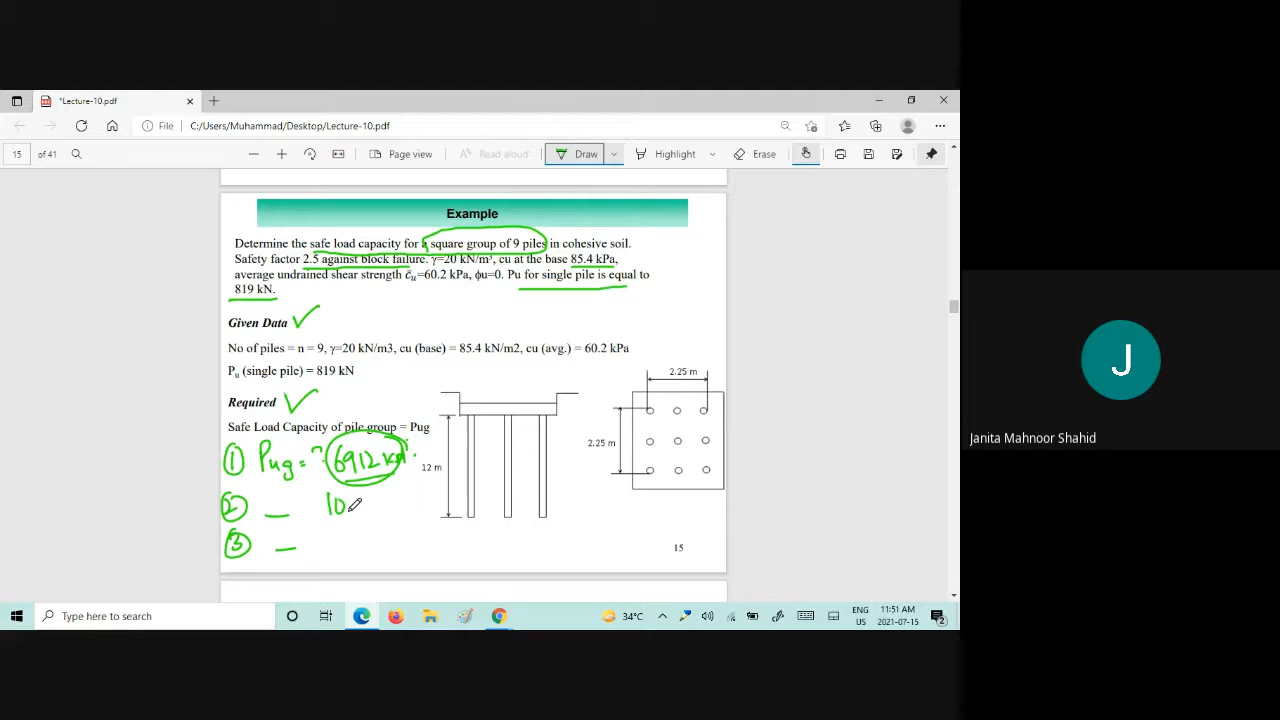 *Lecture-10.pdf
File C:/Users/Muhammad/Desktop/Lecture-10.pdf
15 of 41 Page view Read aloud Draw Highlight Erase
Example
Determine the safe load capacity for a square group of 9 piles in cohesive soil.
Safety factor 2.5 against block failure. γ=20 kN/m³, cu at the base 85.4 kPa,
average undrained shear strength c̄u=60.2 kPa, ϕu=0. Pu for single pile is equal to
819 kN.
Given Data
No of piles = n = 9, γ=20 kN/m3, cu (base) = 85.4 kN/m2, cu (avg.) = 60.2 kPa
Pu (single pile) = 819 kN
2.25 m
Required
Safe Load Capacity of pile group = Pug
2.25 m
① Pug = ? 6912 kN
12 m
② — 10
③ —
15
J
Janita Mahnoor Shahid
Type here to search
34°C
ENG
US
11:51 AM
2021-07-15
2